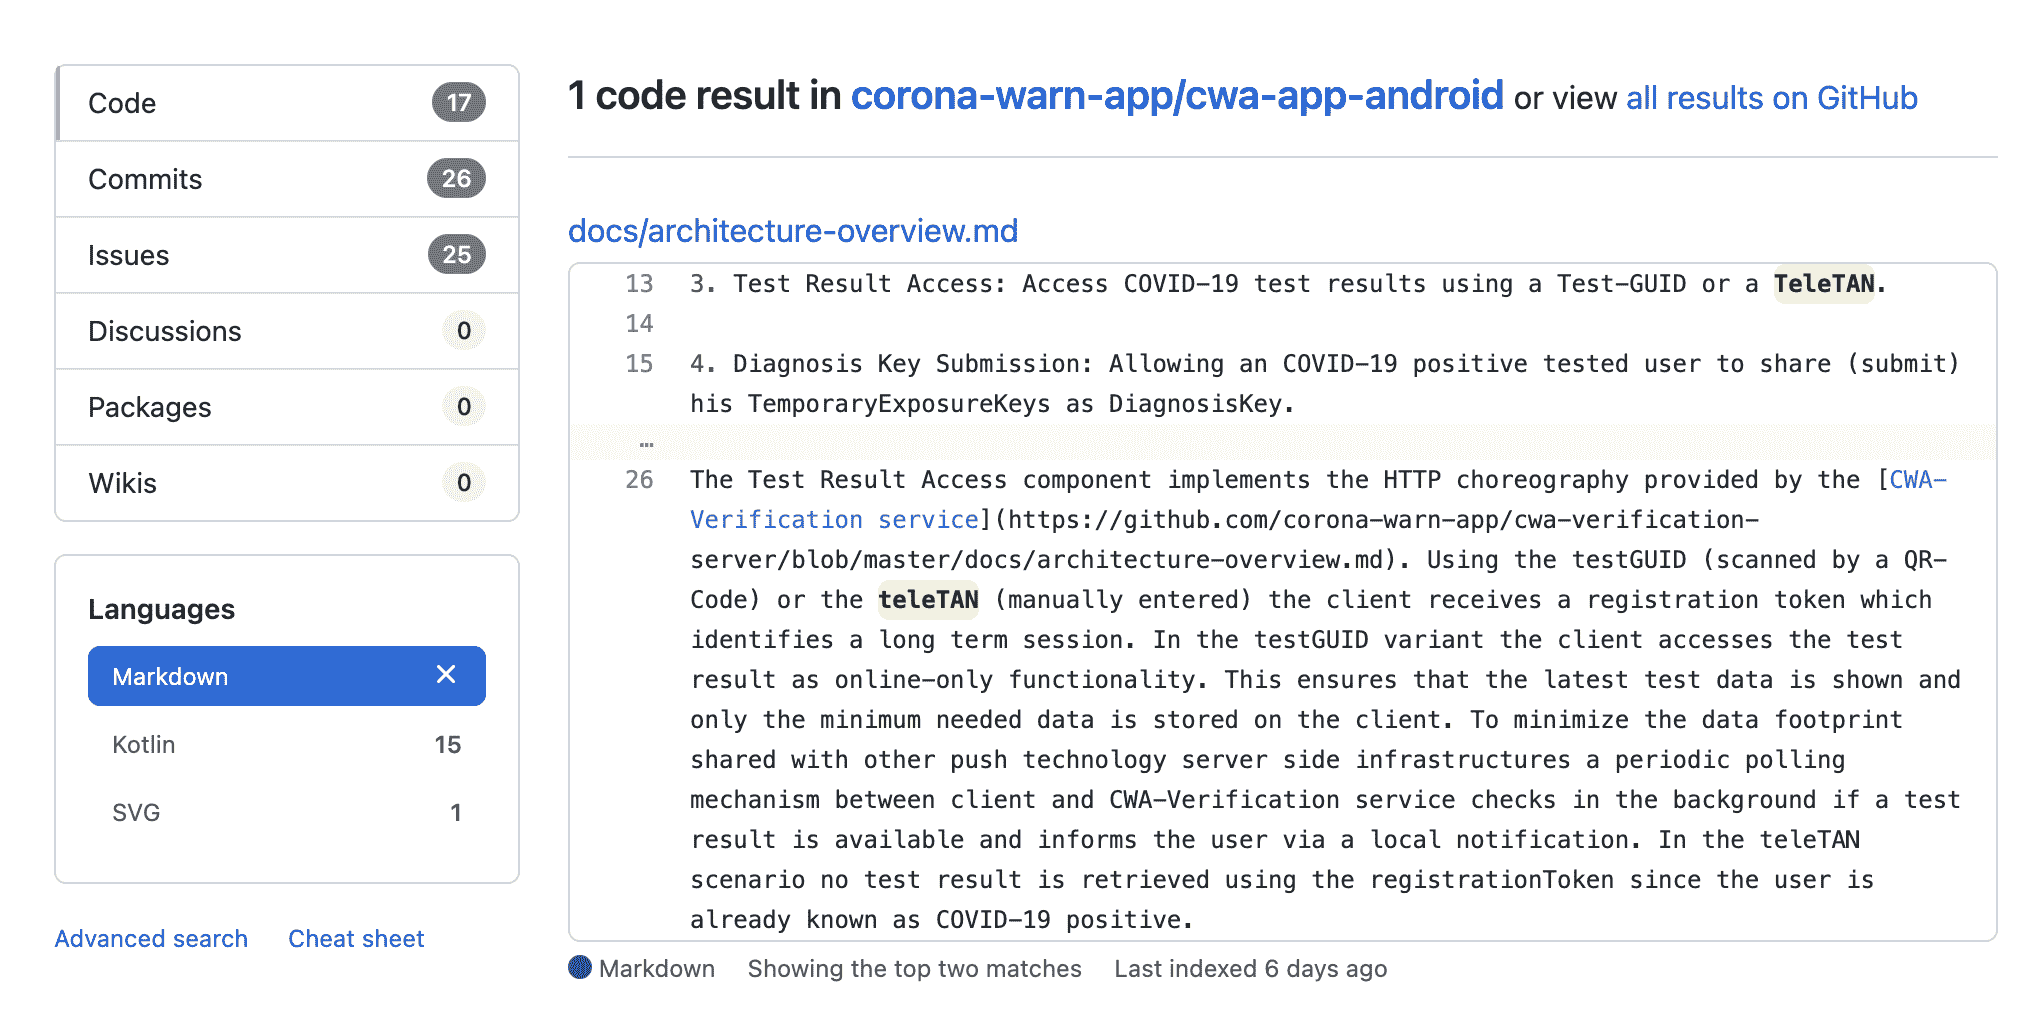 Code 17
Commits 26
Issues 25
Discussions 0
Packages 0
Wikis 0
Languages
Markdown ✕
Kotlin 15
SVG 1
Advanced search Cheat sheet
1 code result in corona-warn-app/cwa-app-android or view all results on GitHub
docs/architecture-overview.md
13 3. Test Result Access: Access COVID-19 test results using a Test-GUID or a TeleTAN.
14
15 4. Diagnosis Key Submission: Allowing an COVID-19 positive tested user to share (submit)
his TemporaryExposureKeys as DiagnosisKey.
…
26 The Test Result Access component implements the HTTP choreography provided by the [CWA-
Verification service](https://github.com/corona-warn-app/cwa-verification-
server/blob/master/docs/architecture-overview.md). Using the testGUID (scanned by a QR-
Code) or the teleTAN (manually entered) the client receives a registration token which
identifies a long term session. In the testGUID variant the client accesses the test
result as online-only functionality. This ensures that the latest test data is shown and
only the minimum needed data is stored on the client. To minimize the data footprint
shared with other push technology server side infrastructures a periodic polling
mechanism between client and CWA-Verification service checks in the background if a test
result is available and informs the user via a local notification. In the teleTAN
scenario no test result is retrieved using the registrationToken since the user is
already known as COVID-19 positive.
Markdown Showing the top two matches Last indexed 6 days ago